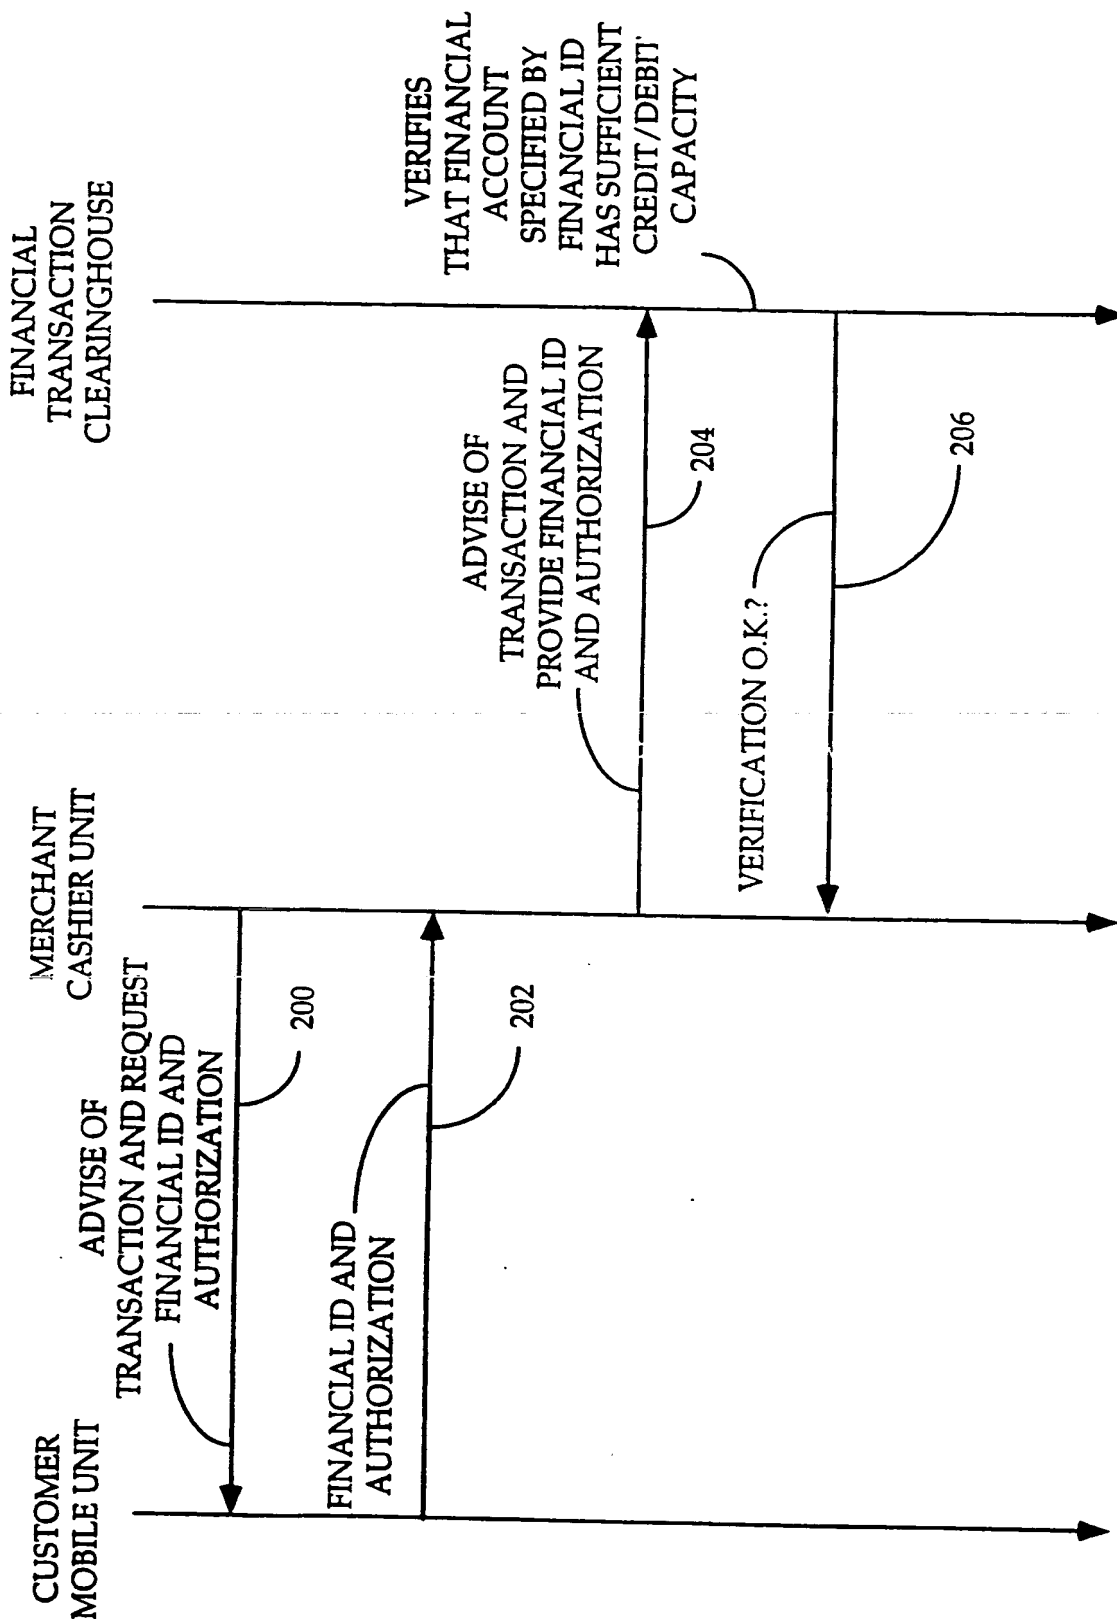 CUSTOMER
MOBILE UNIT
MERCHANT
CASHIER UNIT
FINANCIAL
TRANSACTION
CLEARINGHOUSE
ADVISE OF
TRANSACTION AND REQUEST
FINANCIAL ID AND
AUTHORIZATION
200
FINANCIAL ID AND
AUTHORIZATION
202
ADVISE OF
TRANSACTION AND
PROVIDE FINANCIAL ID
AND AUTHORIZATION
204
VERIFIES
THAT FINANCIAL
ACCOUNT
SPECIFIED BY
FINANCIAL ID
HAS SUFFICIENT
CREDIT/DEBIT
CAPACITY
VERIFICATION O.K.?
206